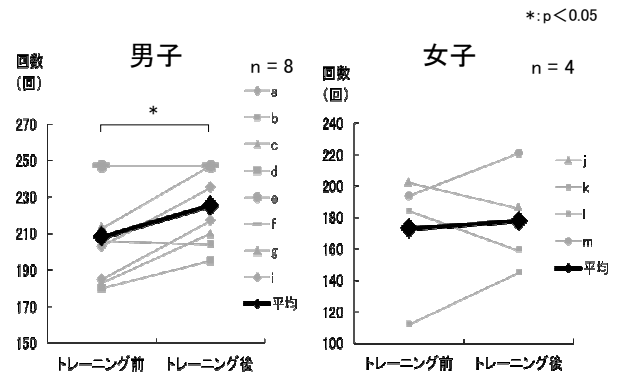 *:p<0.05
男子
回数
(回)
n = 8
270
250
230
210
190
170
150
トレーニング前
トレーニング後
*
a
b
c
d
e
f
g
i
平均
女子
回数
(回)
n = 4
240
220
200
180
160
140
120
100
トレーニング前
トレーニング後
j
k
l
m
平均